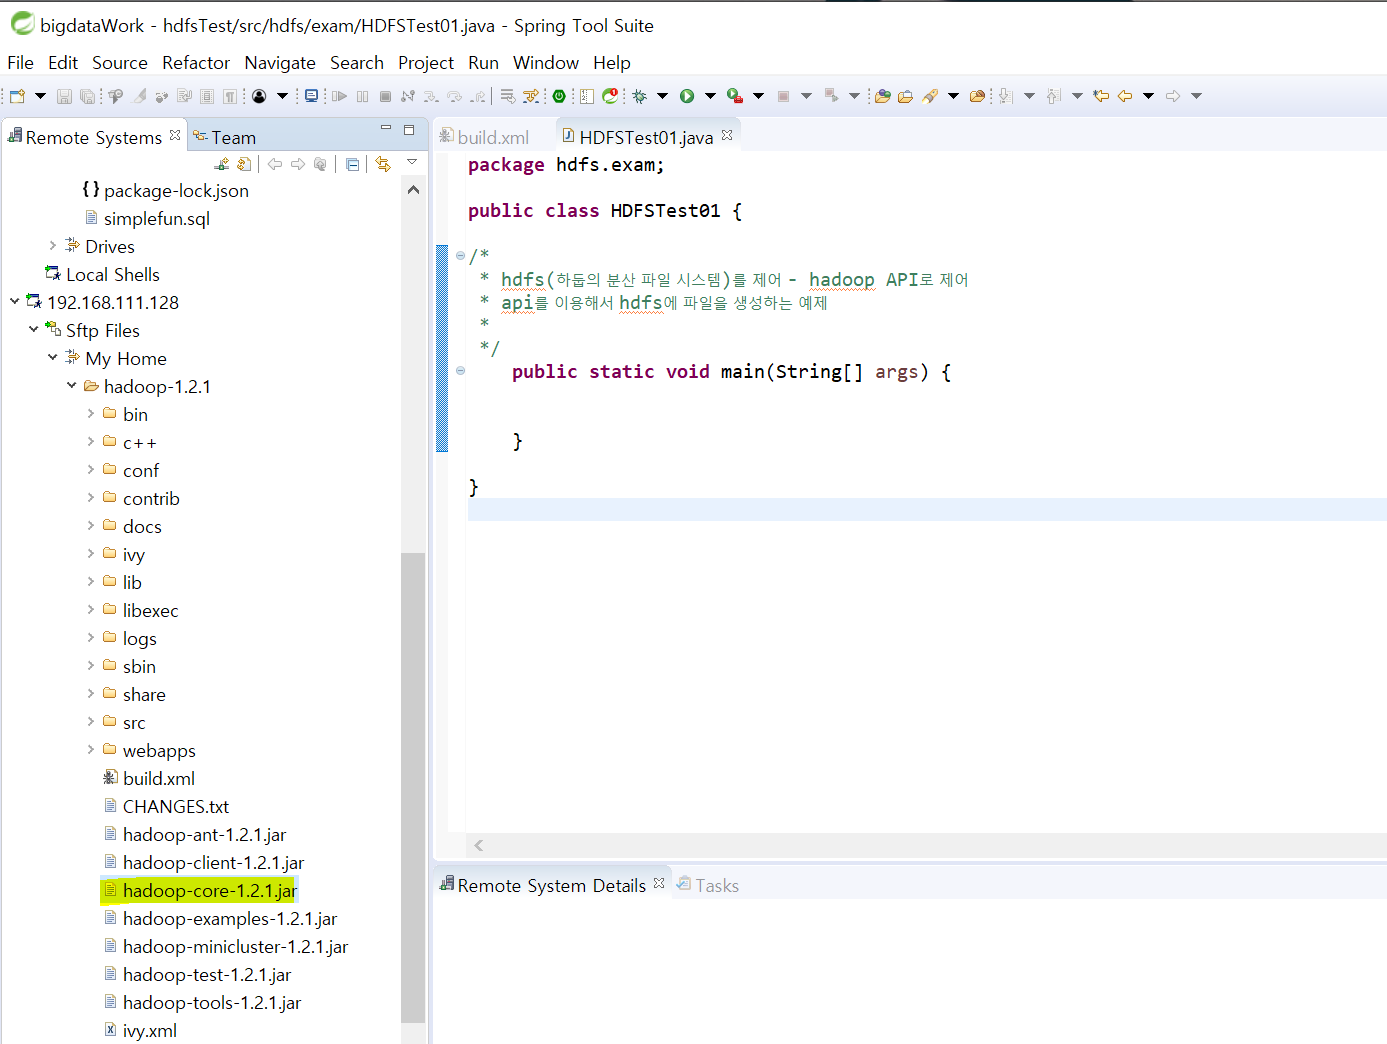 bigdataWork - hdfsTest/src/hdfs/exam/HDFSTest01.java - Spring Tool Suite
File Edit Source Refactor Navigate Search Project Run Window Help
Remote Systems Team
package-lock.json
simplefun.sql
Drives
Local Shells
192.168.111.128
Sftp Files
My Home
hadoop-1.2.1
bin
c++
conf
contrib
docs
ivy
lib
libexec
logs
sbin
share
src
webapps
build.xml
CHANGES.txt
hadoop-ant-1.2.1.jar
hadoop-client-1.2.1.jar
hadoop-core-1.2.1.jar
hadoop-examples-1.2.1.jar
hadoop-minicluster-1.2.1.jar
hadoop-test-1.2.1.jar
hadoop-tools-1.2.1.jar
ivy.xml
build.xml HDFSTest01.java
package hdfs.exam;
public class HDFSTest01 {
/*
* hdfs(하둡의 분산 파일 시스템)를 제어 - hadoop API로 제어
* api를 이용해서 hdfs에 파일을 생성하는 예제
*
*/
public static void main(String[] args) {
}
}
Remote System Details Tasks